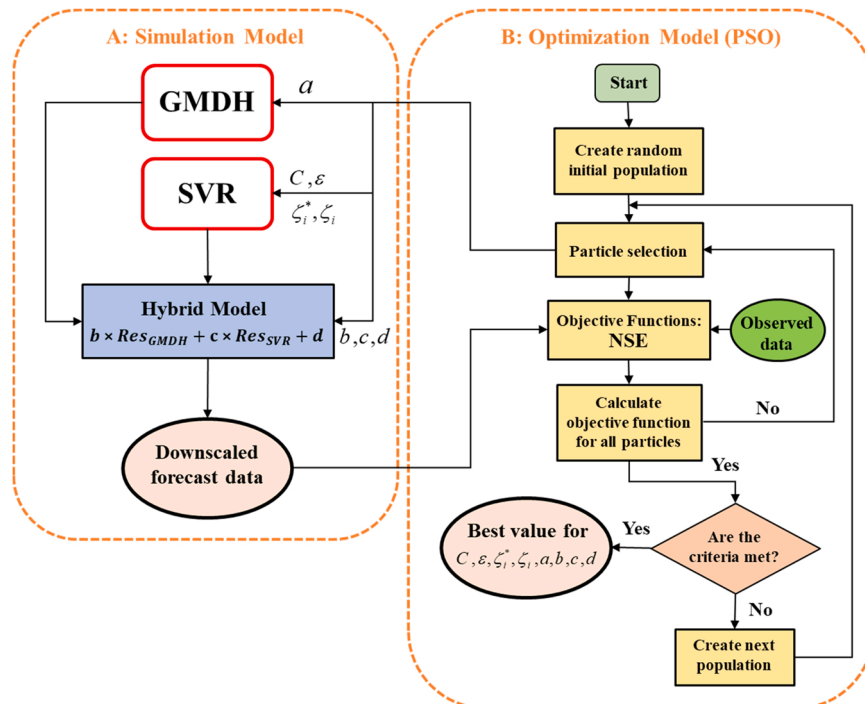 A: Simulation Model
GMDH
a
SVR
C, ε
ζ*ᵢ, ζᵢ
Hybrid Model
b × Res_GMDH + c × Res_SVR + d
b,c,d
Downscaled
forecast data
B: Optimization Model (PSO)
Start
Create random
initial population
Particle selection
Objective Functions:
NSE
Observed
data
Calculate
objective function
for all particles
No
Yes
Are the
criteria met?
Yes
Best value for
C, ε, ζ*ᵢ, ζᵢ, a, b, c, d
No
Create next
population